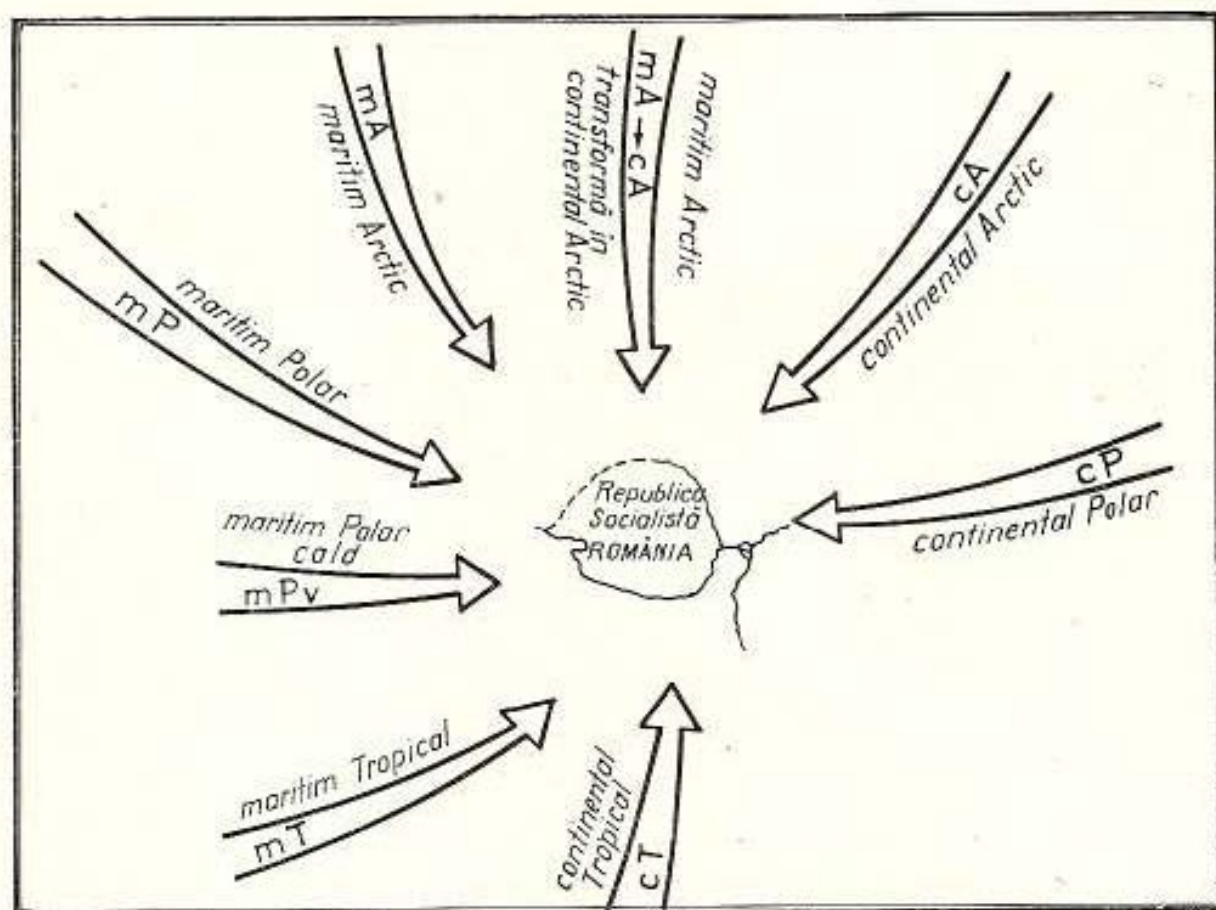 mA
maritim Arctic
transformă in
continental Arctic
mA → cA
maritim Arctic
cA
continental Arctic
mP
maritim Polar
cP
continental Polar
maritim Polar
cald
mPv
Republica
Socialistă
ROMÂNIA
maritim Tropical
mT
continental
Tropical
cT